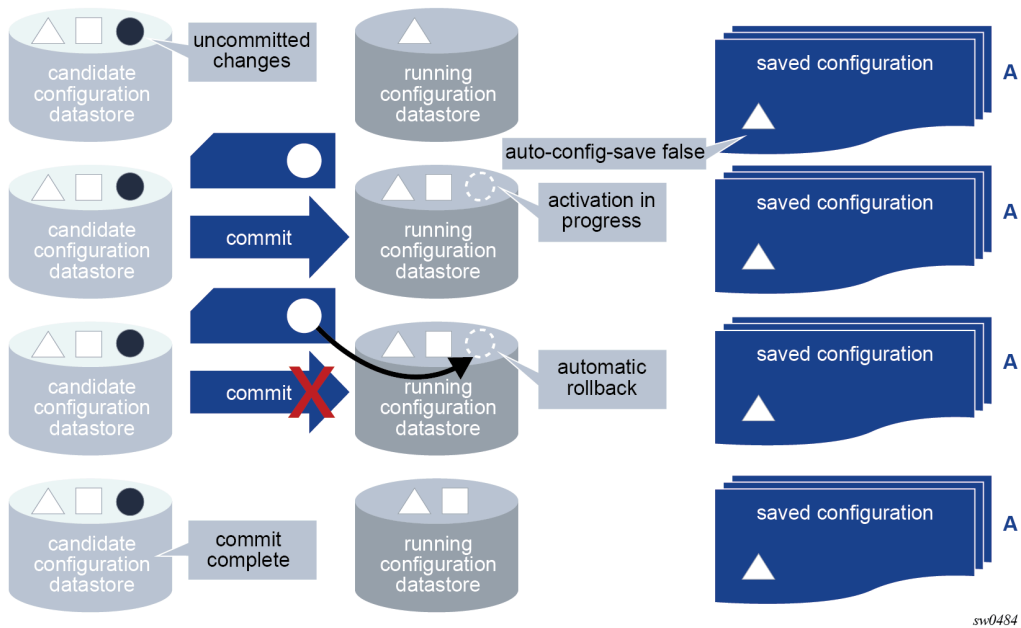 uncommitted
changes
candidate
configuration
datastore
running
configuration
datastore
saved configuration
A
auto-config-save false
candidate
configuration
datastore
commit
running
configuration
datastore
activation in
progress
saved configuration
A
candidate
configuration
datastore
commit
running
configuration
datastore
automatic
rollback
saved configuration
A
candidate
configuration
datastore
commit
complete
running
configuration
datastore
saved configuration
A
sw0484